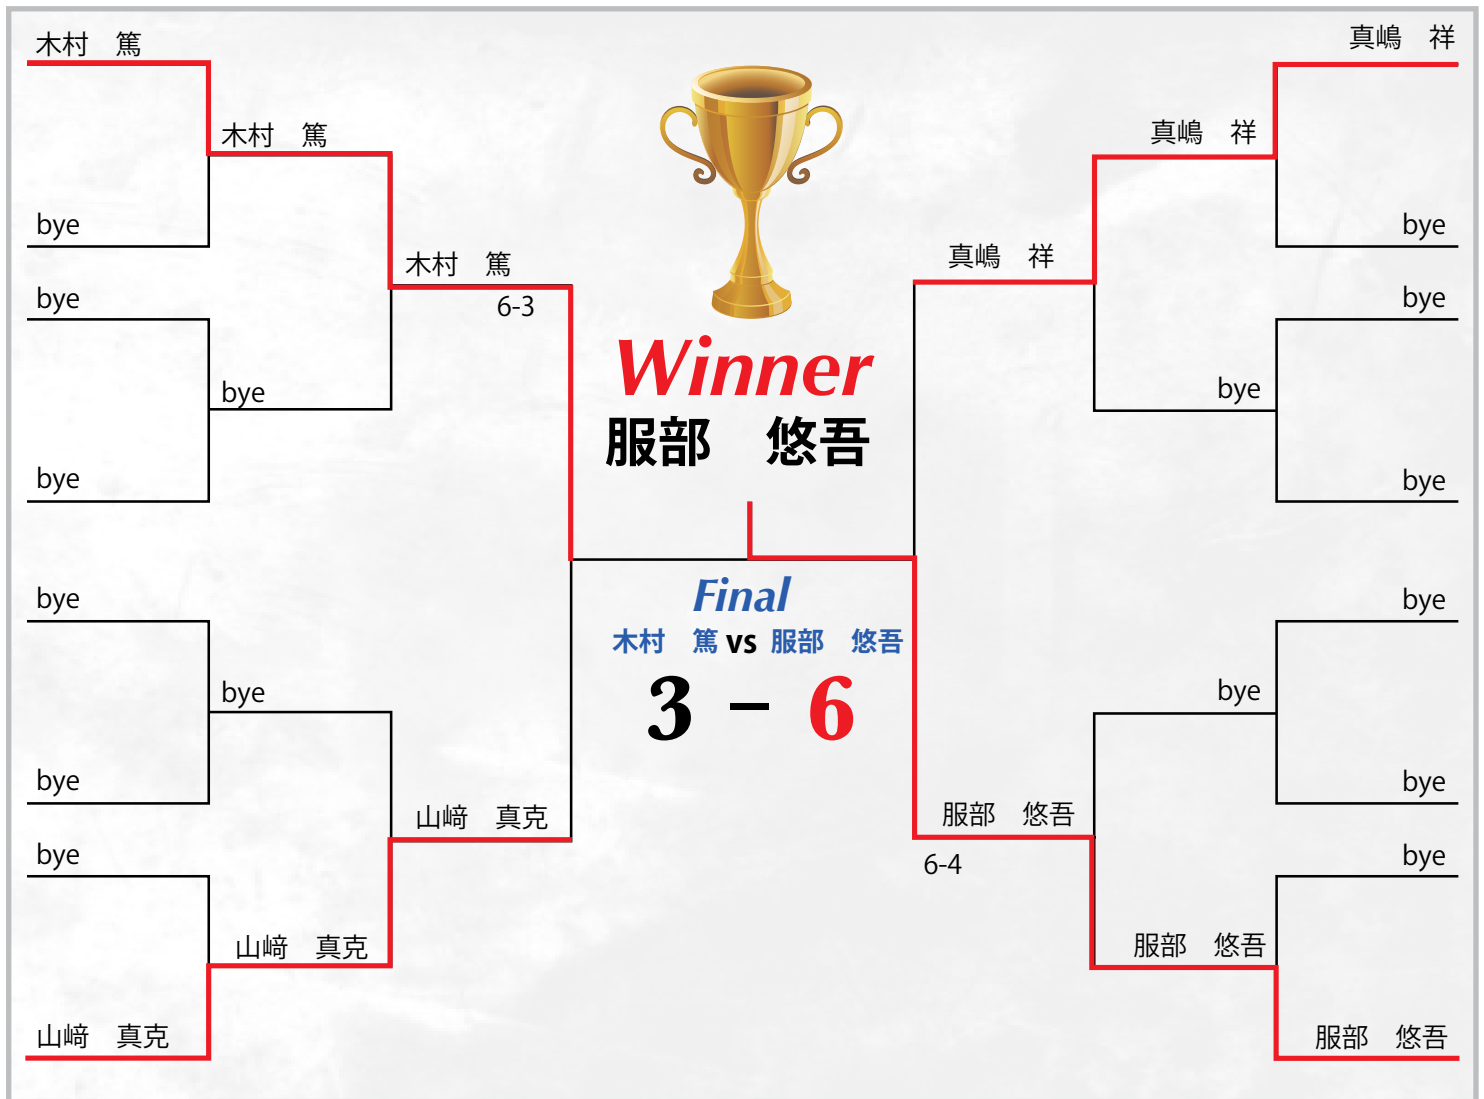 木村　篤
bye
bye
bye
bye
bye
bye
山﨑　真克
木村　篤
bye
bye
山﨑　真克
木村　篤
6-3
山﨑　真克
Winner
服部　悠吾
Final
木村　篤 vs 服部　悠吾
3 – 6
真嶋　祥
服部　悠吾
6-4
真嶋　祥
bye
bye
服部　悠吾
真嶋　祥
bye
bye
bye
bye
bye
bye
服部　悠吾